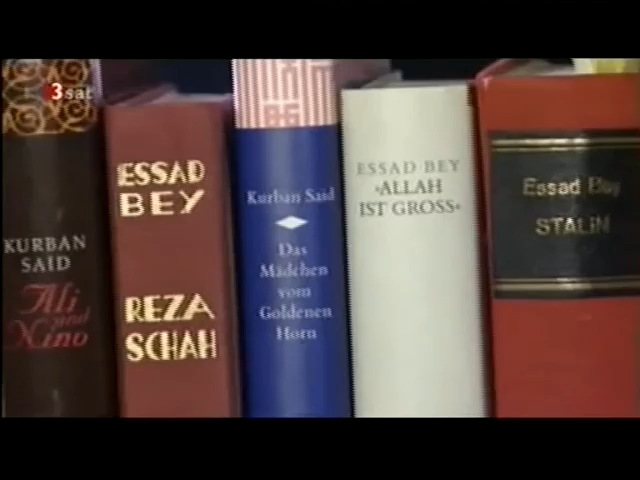 3sat
KURBAN
SAID
Ali
und
Nino
ESSAD
BEY
REZA
SCHAH
Kurban Said
Das
Mädchen
vom
Goldenen
Horn
ESSAD BEY
›ALLAH
IST GROSS‹
Essad Bey
STALIN